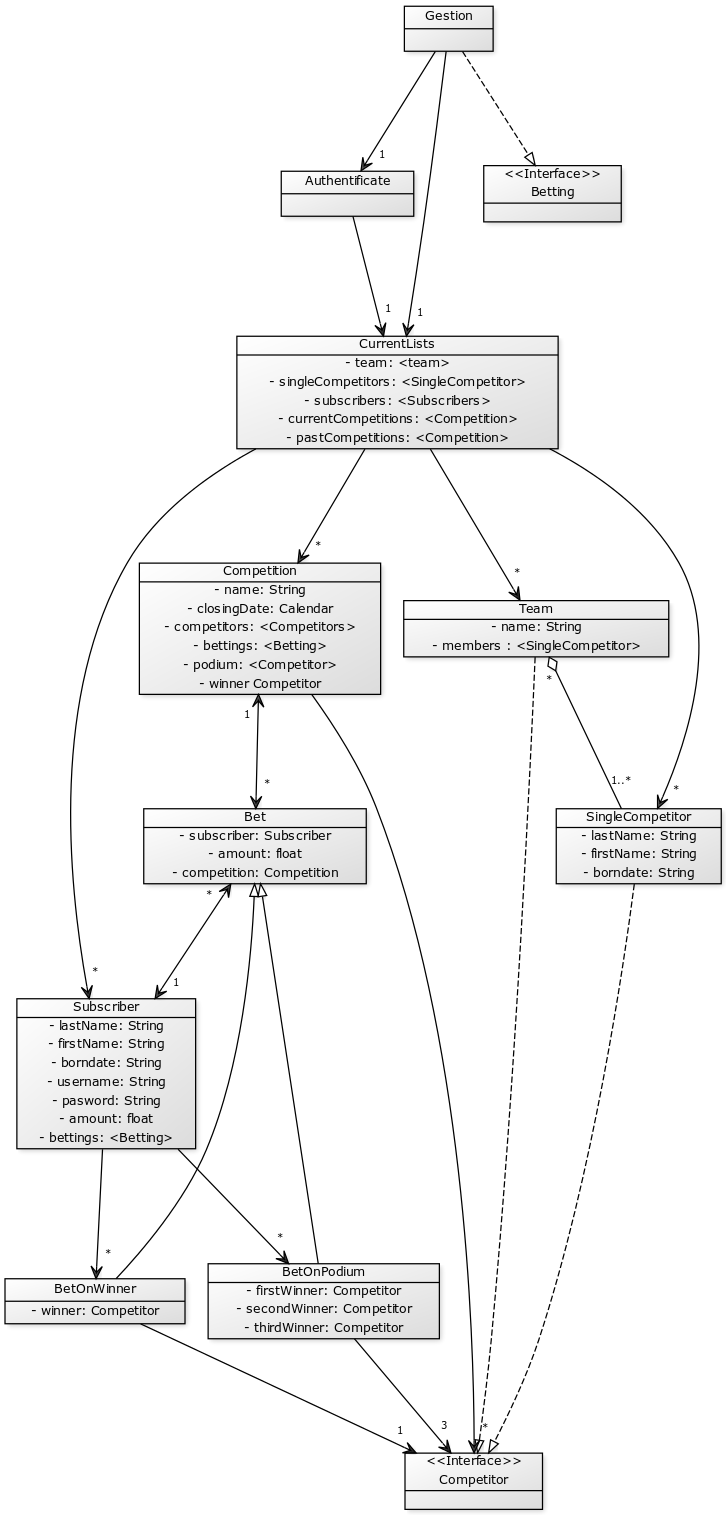 Gestion
1
Authentificate
<<Interface>>
Betting
1
1
CurrentLists
- team: <team>
- singleCompetitors: <SingleCompetitor>
- subscribers: <Subscribers>
- currentCompetitions: <Competition>
- pastCompetitions: <Competition>
*
*
Competition
- name: String
- closingDate: Calendar
- competitors: <Competitors>
- bettings: <Betting>
- podium: <Competitor>
- winner Competitor
Team
- name: String
- members : <SingleCompetitor>
*
1
*
1..*
*
Bet
- subscriber: Subscriber
- amount: float
- competition: Competition
SingleCompetitor
- lastName: String
- firstName: String
- borndate: String
*
*
1
Subscriber
- lastName: String
- firstName: String
- borndate: String
- username: String
- pasword: String
- amount: float
- bettings: <Betting>
*
*
BetOnWinner
- winner: Competitor
BetOnPodium
- firstWinner: Competitor
- secondWinner: Competitor
- thirdWinner: Competitor
1
3
*
<<Interface>>
Competitor